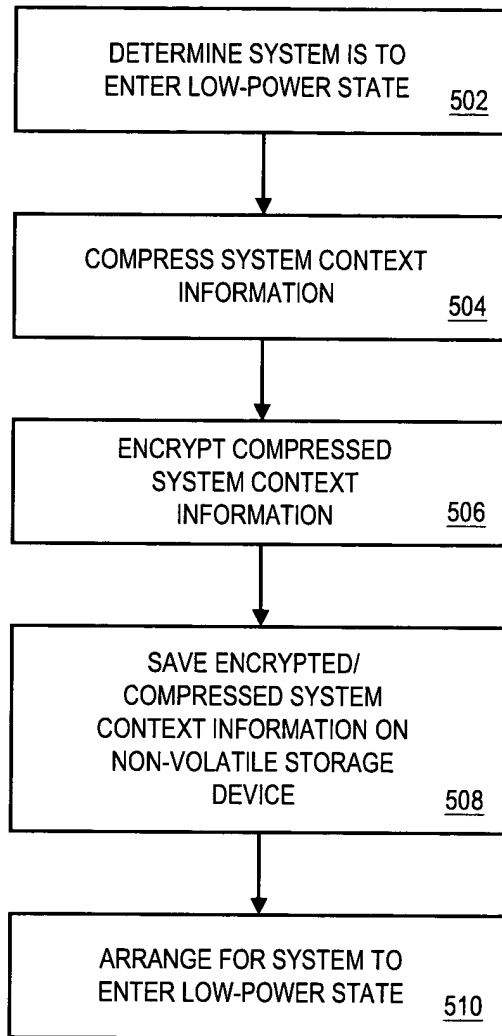 DETERMINE SYSTEM IS TO
ENTER LOW-POWER STATE
502
COMPRESS SYSTEM CONTEXT
INFORMATION
504
ENCRYPT COMPRESSED
SYSTEM CONTEXT
INFORMATION
506
SAVE ENCRYPTED/
COMPRESSED SYSTEM
CONTEXT INFORMATION ON
NON-VOLATILE STORAGE
DEVICE
508
ARRANGE FOR SYSTEM TO
ENTER LOW-POWER STATE
510